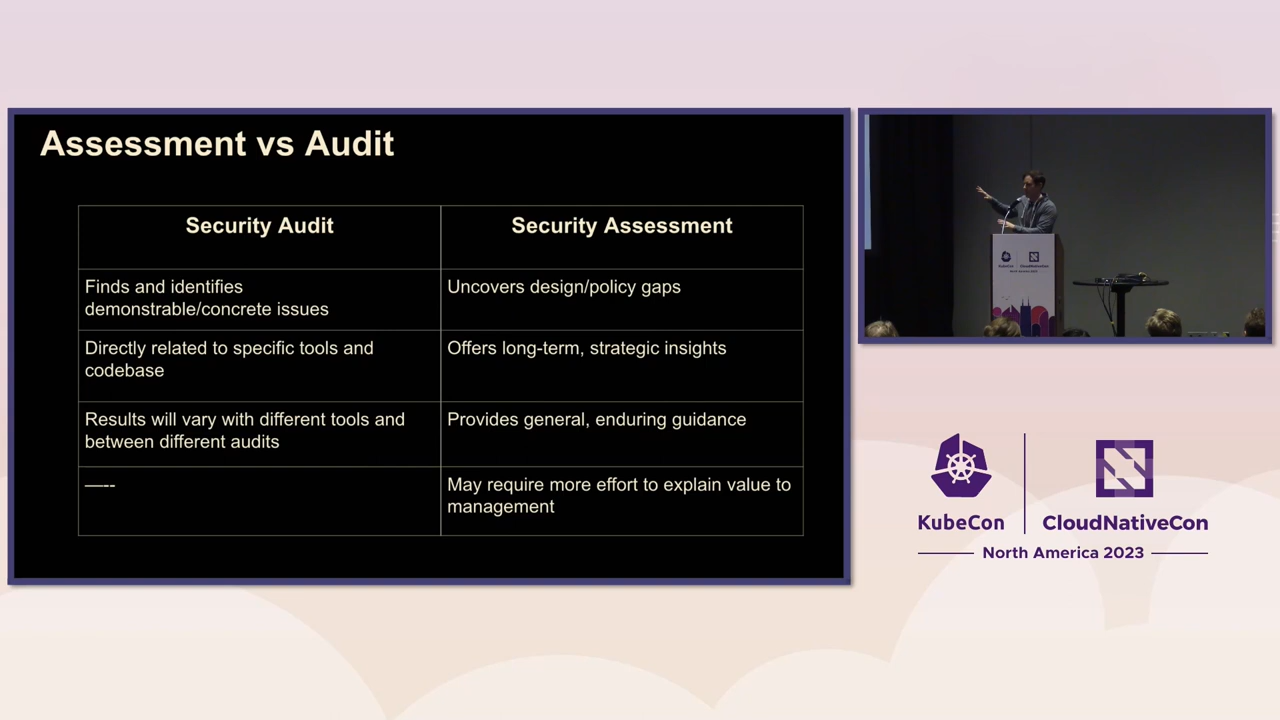 Assessment vs Audit
Security Audit
Security Assessment
Finds and identifies
demonstrable/concrete issues
Uncovers design/policy gaps
Directly related to specific tools and
codebase
Offers long-term, strategic insights
Results will vary with different tools and
between different audits
Provides general, enduring guidance
—--
May require more effort to explain value to
management
KubeCon
CloudNativeCon
KubeCon
CloudNativeCon
North America 2023